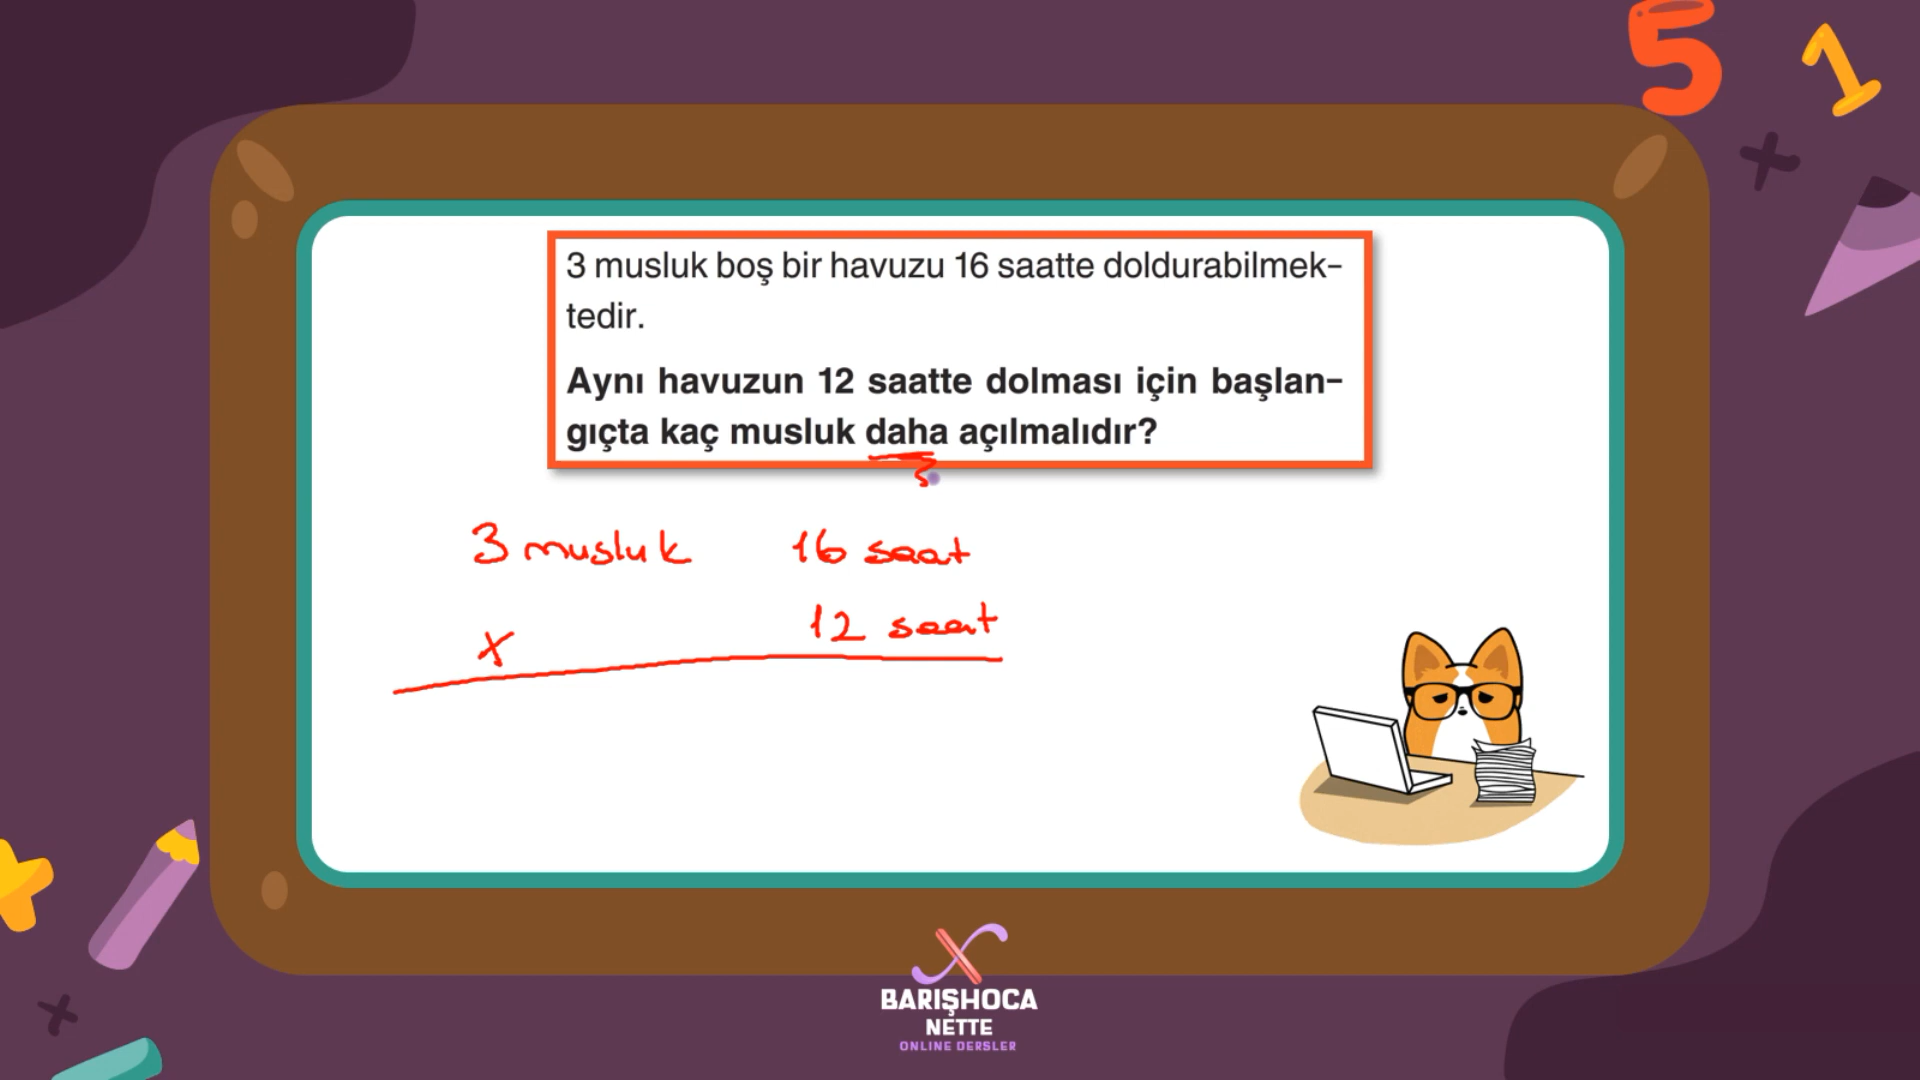 5 1
3 musluk boş bir havuzu 16 saatte doldurabilmek-
tedir.
Aynı havuzun 12 saatte dolması için başlan-
gıçta kaç musluk daha açılmalıdır?
3 musluk 16 saat
x 12 saat
BARIŞHOCA
NETTE
ONLINE DERSLER